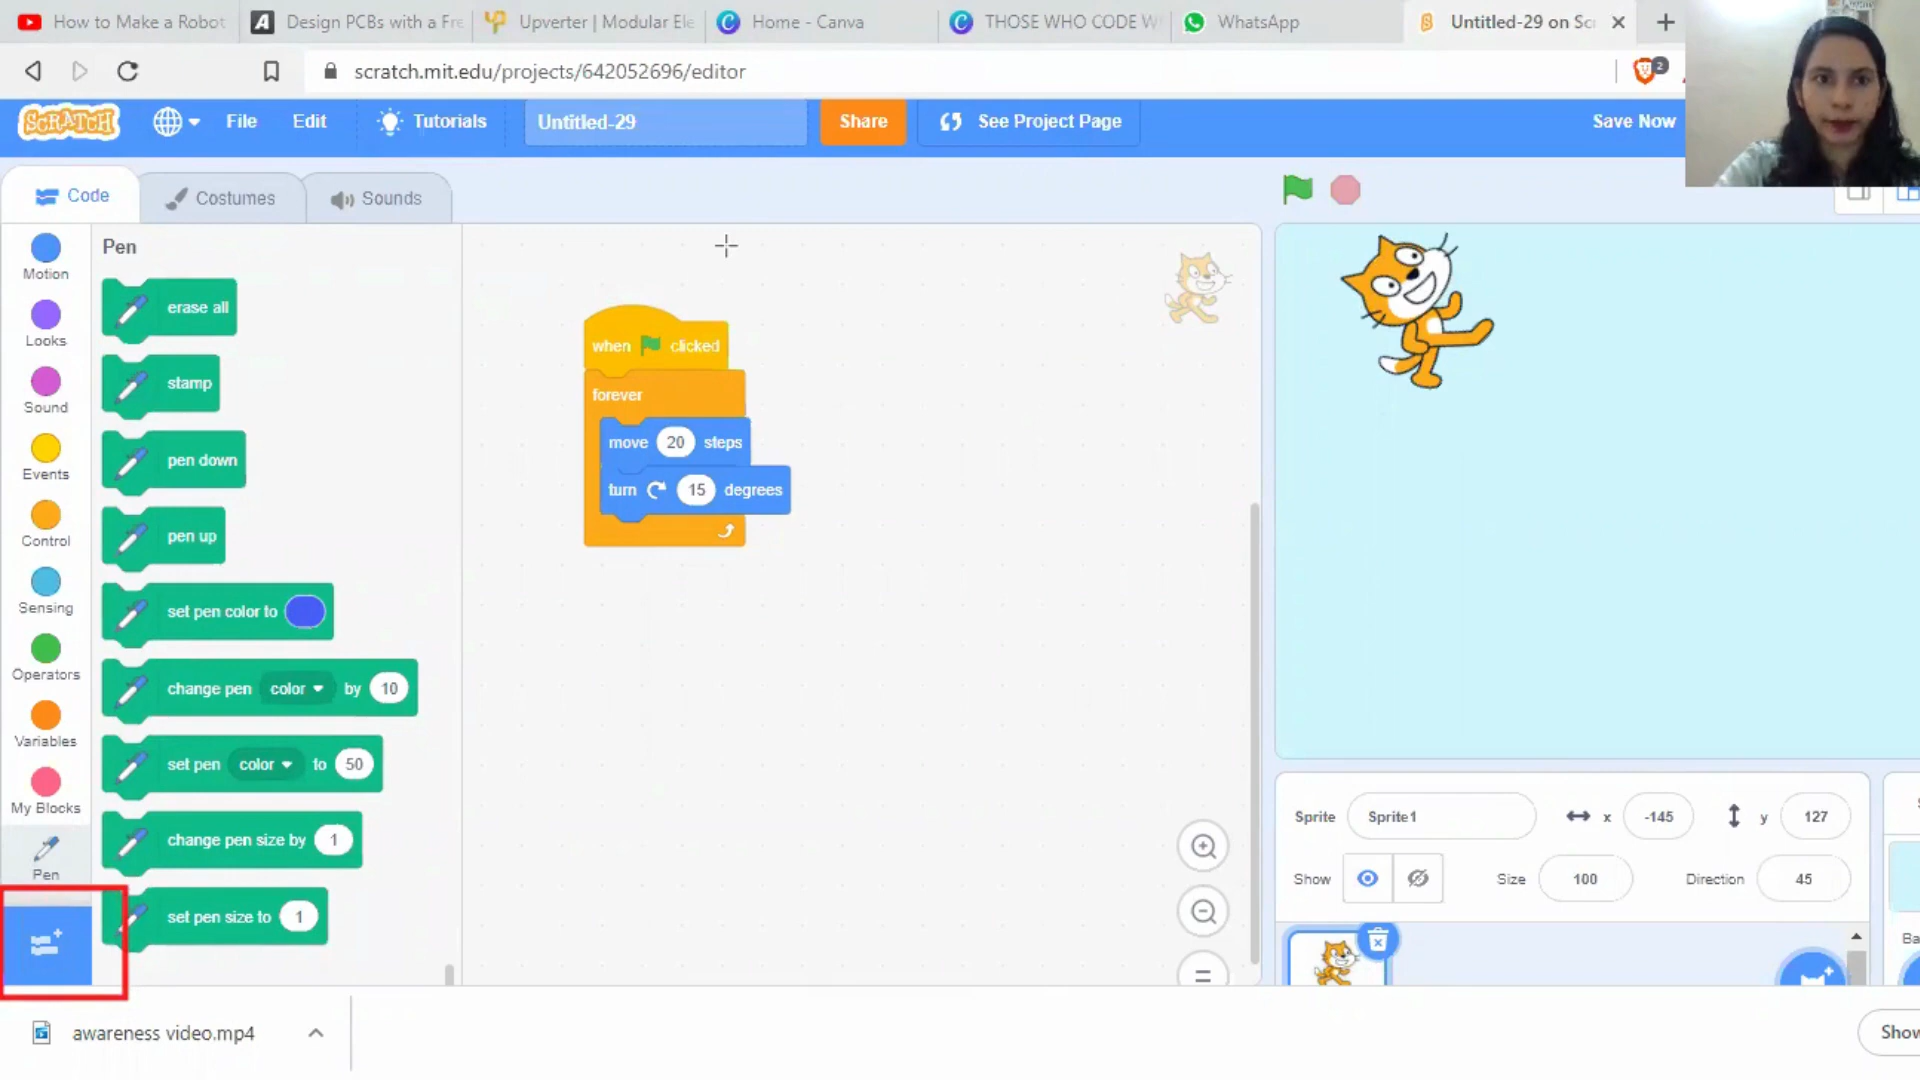 How to Make a Robot
Design PCBs with a Fre
Upverter | Modular Ele
Home - Canva
THOSE WHO CODE W
WhatsApp
Untitled-29 on Scr
scratch.mit.edu/projects/642052696/editor
2
SCRATCH
File
Edit
Tutorials
Untitled-29
Share
See Project Page
Save Now
Code
Costumes
Sounds
Motion
Looks
Sound
Events
Control
Sensing
Operators
Variables
My Blocks
Pen
Pen
erase all
stamp
pen down
pen up
set pen color to
change pen color by 10
set pen color to 50
change pen size by 1
set pen size to 1
when clicked
forever
move 20 steps
turn 15 degrees
Sprite Sprite1 x -145 y 127
Show Size 100 Direction 45
Ba
awareness video.mp4
Show